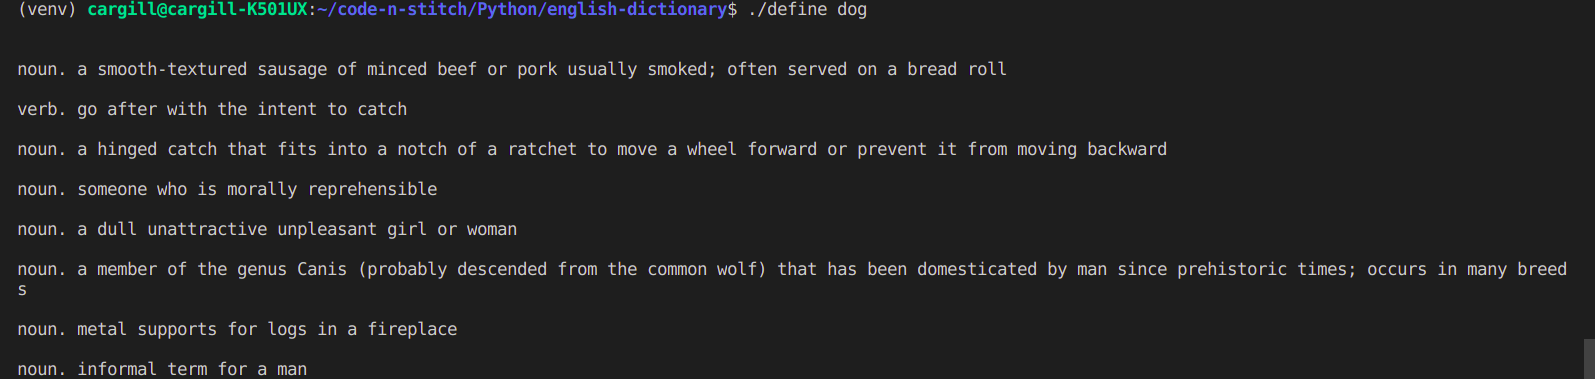 (venv) cargill@cargill-K501UX:~/code-n-stitch/Python/english-dictionary$ ./define dog
noun. a smooth-textured sausage of minced beef or pork usually smoked; often served on a bread roll
verb. go after with the intent to catch
noun. a hinged catch that fits into a notch of a ratchet to move a wheel forward or prevent it from moving backward
noun. someone who is morally reprehensible
noun. a dull unattractive unpleasant girl or woman
noun. a member of the genus Canis (probably descended from the common wolf) that has been domesticated by man since prehistoric times; occurs in many breed
s
noun. metal supports for logs in a fireplace
noun. informal term for a man